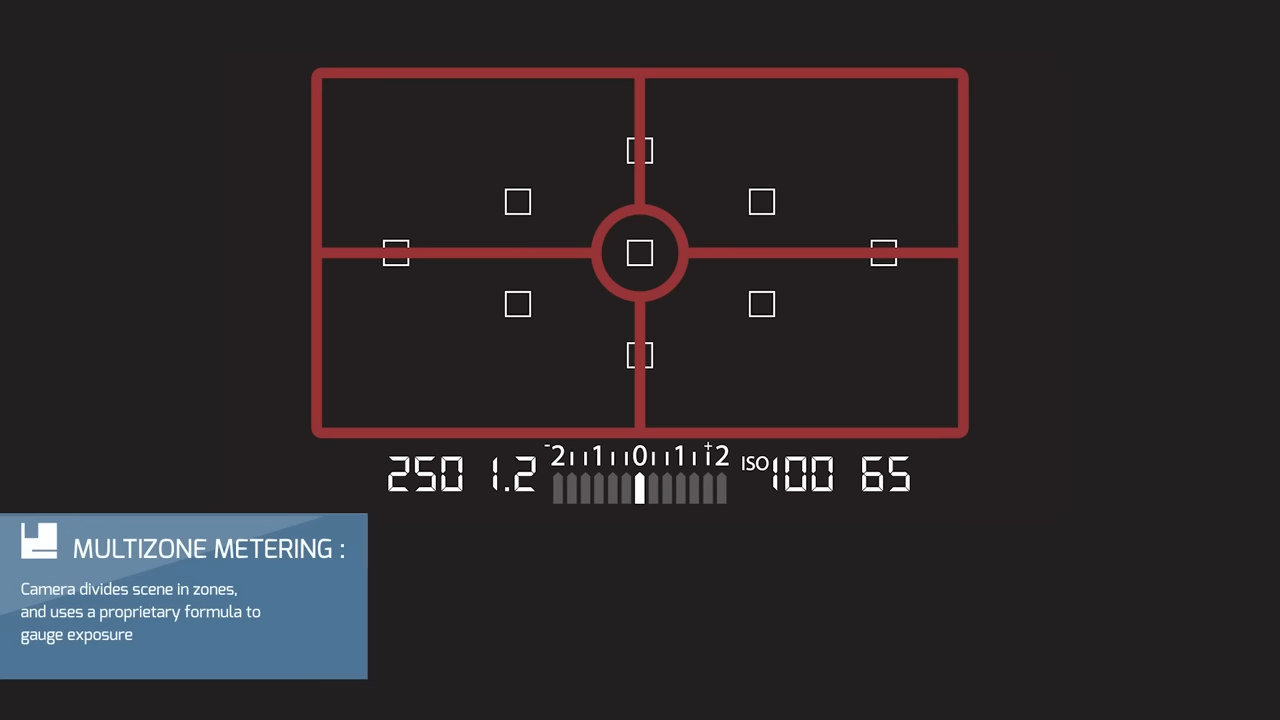 -2 1 0 1 +2
250 1.2 ISO 100 65
MULTIZONE METERING :
Camera divides scene in zones,
and uses a proprietary formula to
gauge exposure